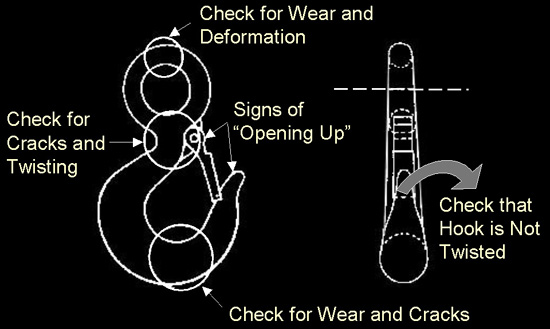 Check for Wear and
Deformation
Check for
Cracks and
Twisting
Signs of
“Opening Up”
Check that
Hook is Not
Twisted
Check for Wear and Cracks